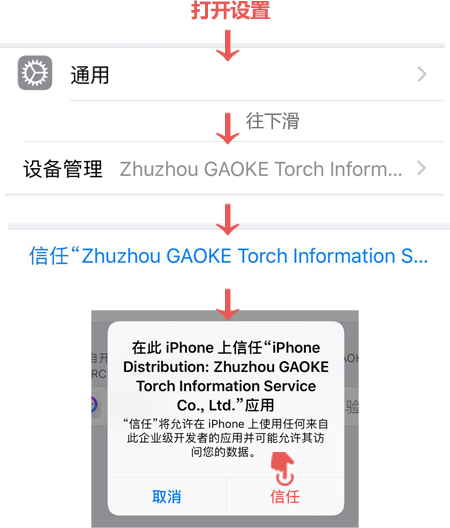 打开设置
通用
往下滑
设备管理 Zhuzhou GAOKE Torch Inform...
信任“Zhuzhou GAOKE Torch Information S...
在此 iPhone 上信任“iPhone
Distribution: Zhuzhou GAOKE
Torch Information Service
Co., Ltd.”应用
“信任”将允许在 iPhone 上使用任何来自
此企业级开发者的应用并可能允许其访
问您的数据。
取消 信任